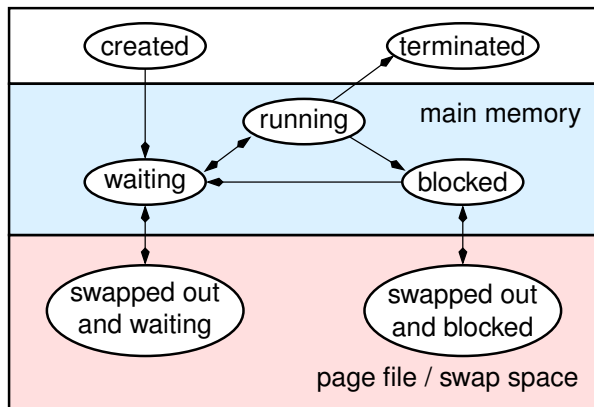 created
terminated
running
main memory
waiting
blocked
swapped out
and waiting
swapped out
and blocked
page file / swap space